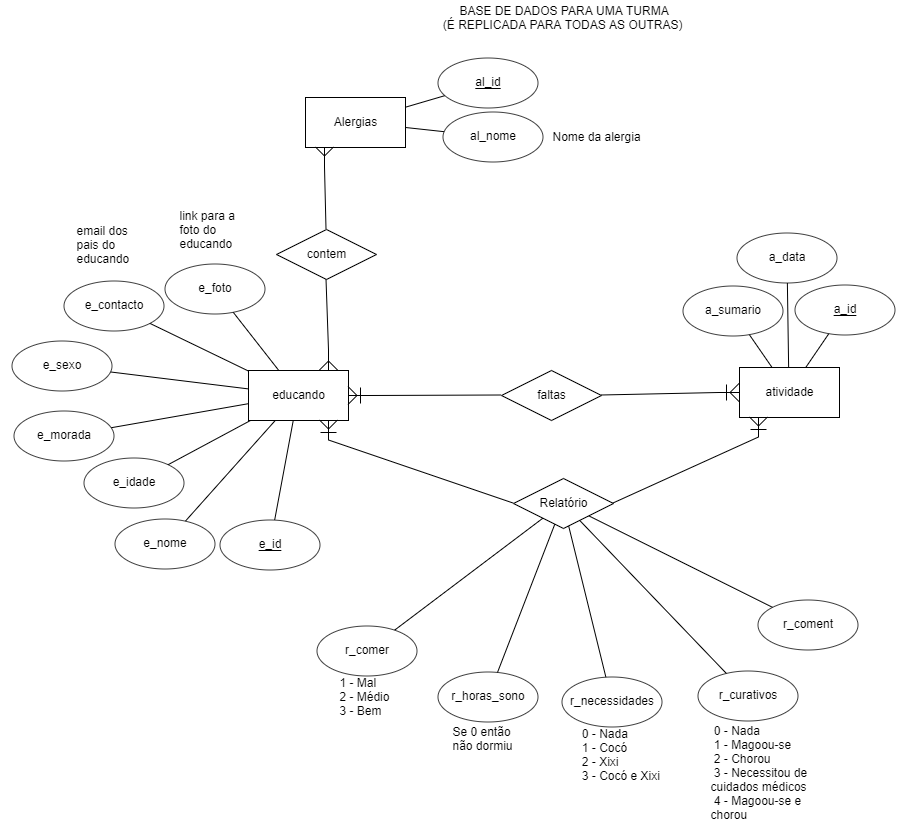 BASE DE DADOS PARA UMA TURMA
(É REPLICADA PARA TODAS AS OUTRAS)
al_id
Alergias
al_nome
Nome da alergia
link para a
foto do
educando
email dos
pais do
educando
contem
a_data
e_foto
e_contacto
a_sumario
a_id
e_sexo
educando
faltas
atividade
e_morada
e_idade
Relatório
e_nome
e_id
r_coment
r_comer
1 - Mal
2 - Médio
3 - Bem
r_horas_sono
Se 0 então
não dormiu
r_necessidades
0 - Nada
1 - Cocó
2 - Xixi
3 - Cocó e Xixi
r_curativos
0 - Nada
1 - Magoou-se
2 - Chorou
3 - Necessitou de
cuidados médicos
4 - Magoou-se e
chorou